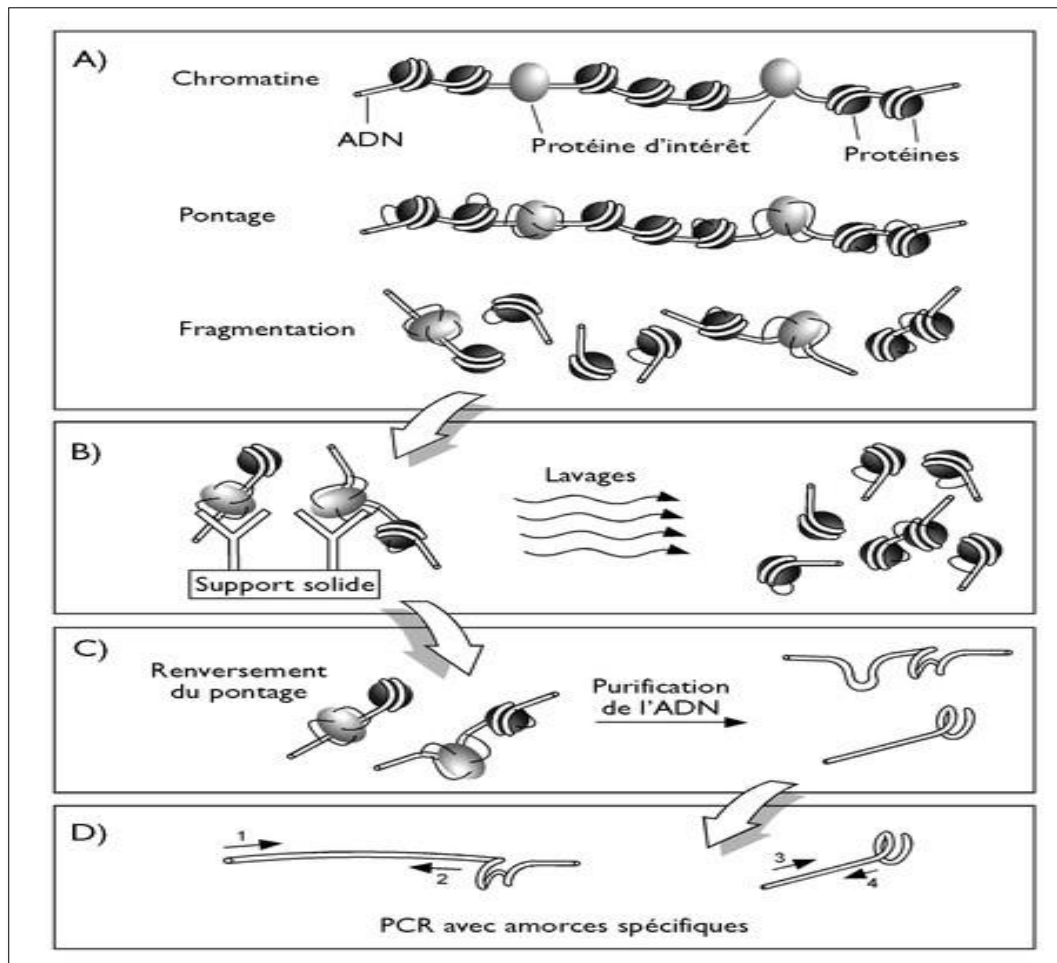 A)
Chromatine
ADN
Protéine d'intérêt
Protéines
Pontage
Fragmentation
B)
Lavages
Support solide
C)
Renversement
du pontage
Purification
de l'ADN
D)
1
2
3
4
PCR avec amorces spécifiques